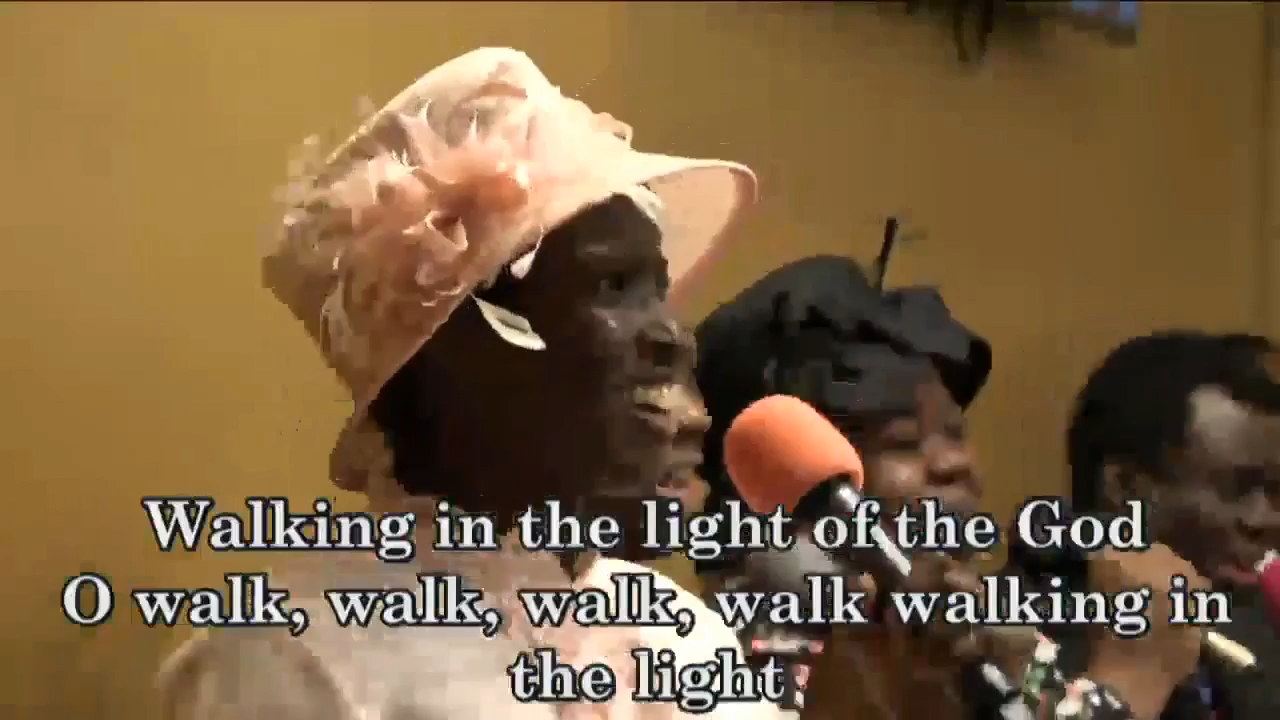 Walking in the light of the God
O walk, walk, walk, walk walking in
the light